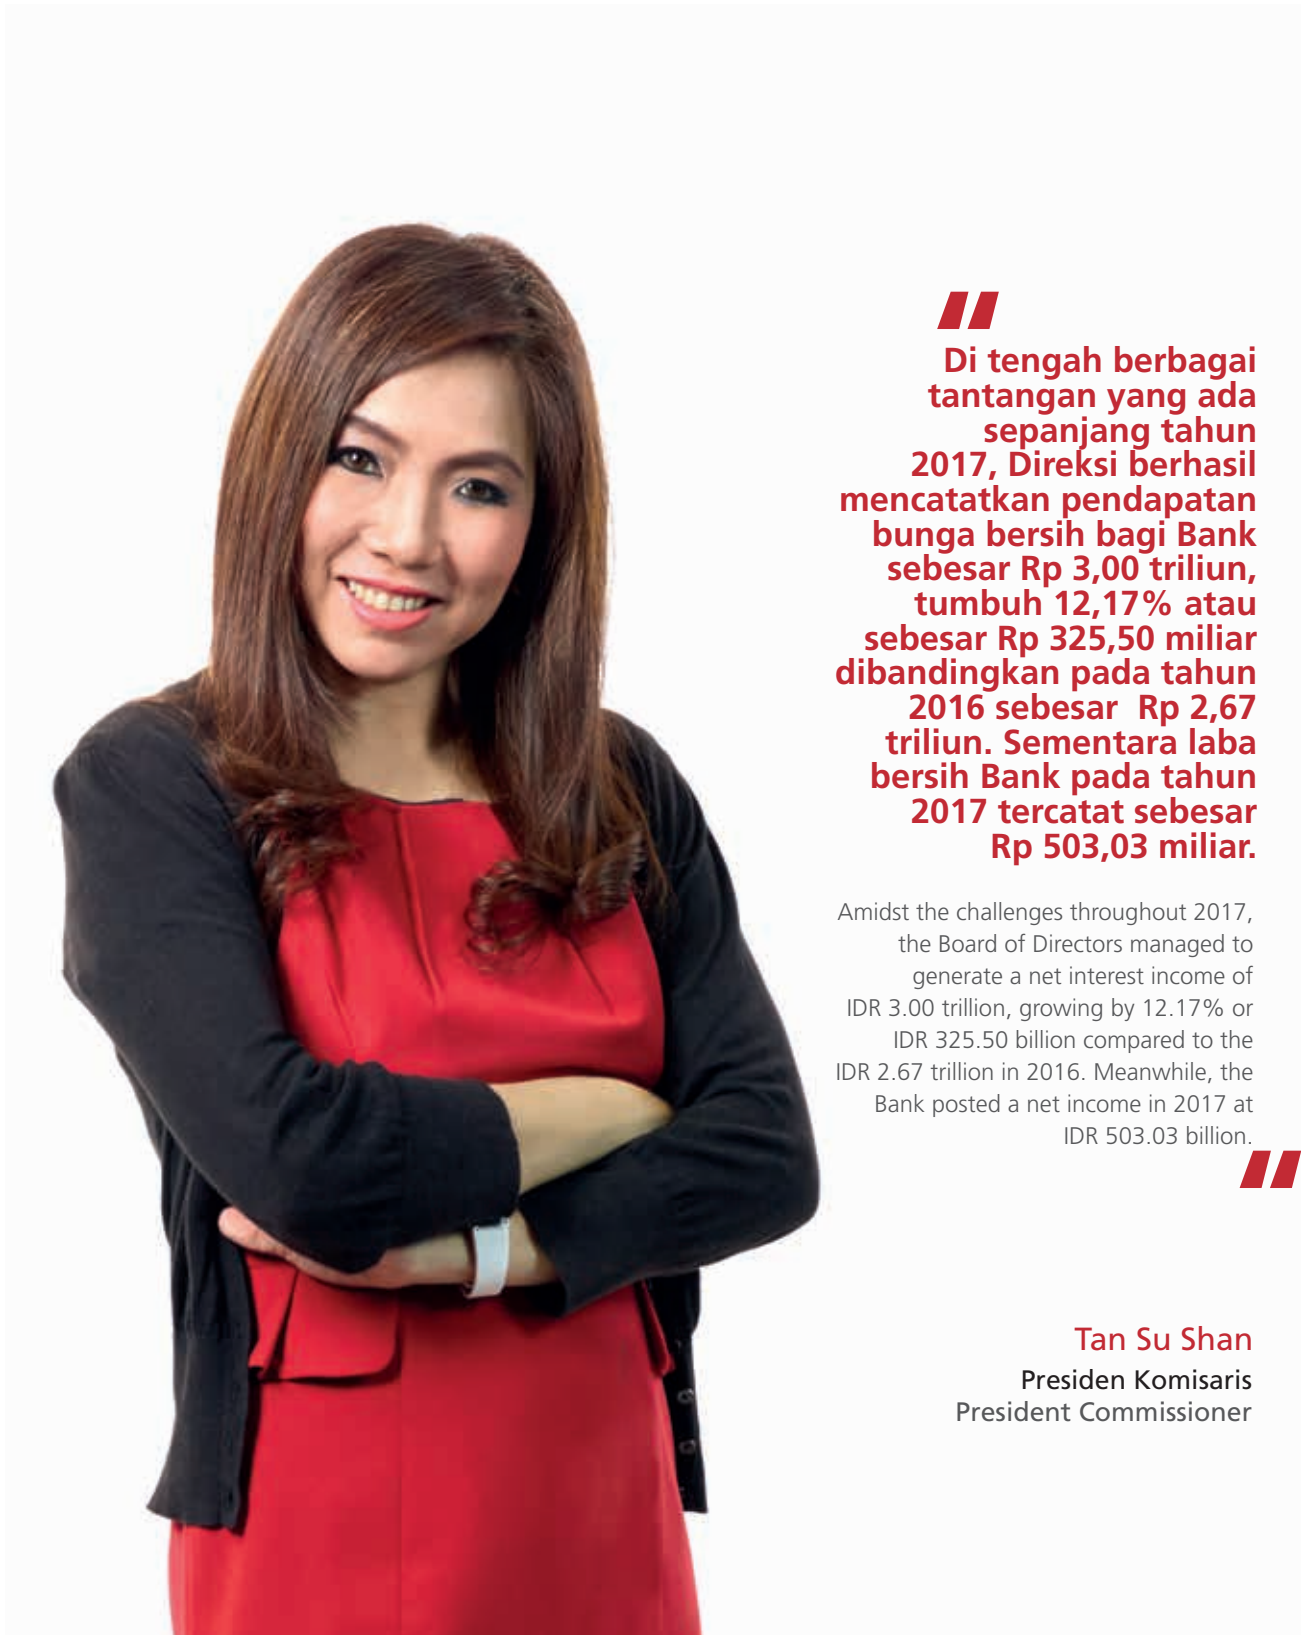 Di tengah berbagai
tantangan yang ada
sepanjang tahun
2017, Direksi berhasil
mencatatkan pendapatan
bunga bersih bagi Bank
sebesar Rp 3,00 triliun,
tumbuh 12,17% atau
sebesar Rp 325,50 miliar
dibandingkan pada tahun
2016 sebesar Rp 2,67
triliun. Sementara laba
bersih Bank pada tahun
2017 tercatat sebesar
Rp 503,03 miliar.
Amidst the challenges throughout 2017,
the Board of Directors managed to
generate a net interest income of
IDR 3.00 trillion, growing by 12.17% or
IDR 325.50 billion compared to the
IDR 2.67 trillion in 2016. Meanwhile, the
Bank posted a net income in 2017 at
IDR 503.03 billion.
Tan Su Shan
Presiden Komisaris
President Commissioner